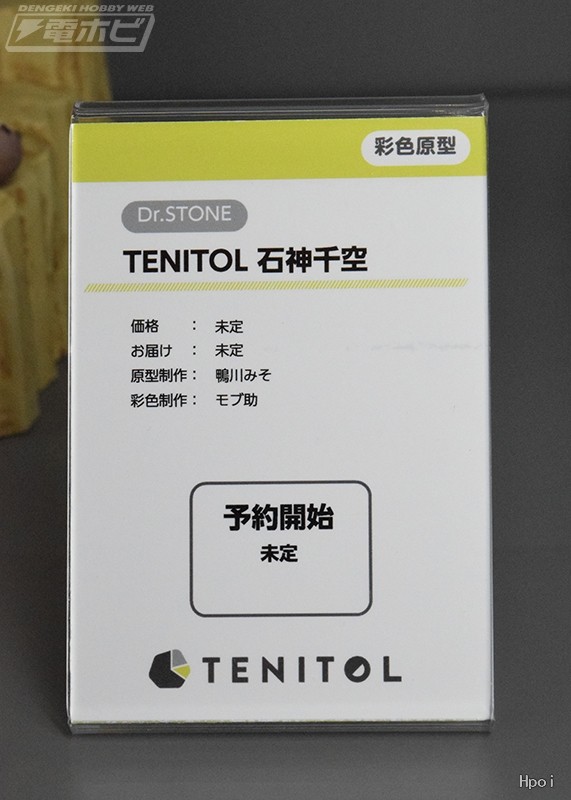 DENGEKI HOBBY WEB
電ホビ
彩色原型
Dr.STONE
TENITOL 石神千空
価格 : 未定
お届け : 未定
原型制作: 鴨川みそ
彩色制作: モブ助
予約開始
未定
TENITOL
Hpoi